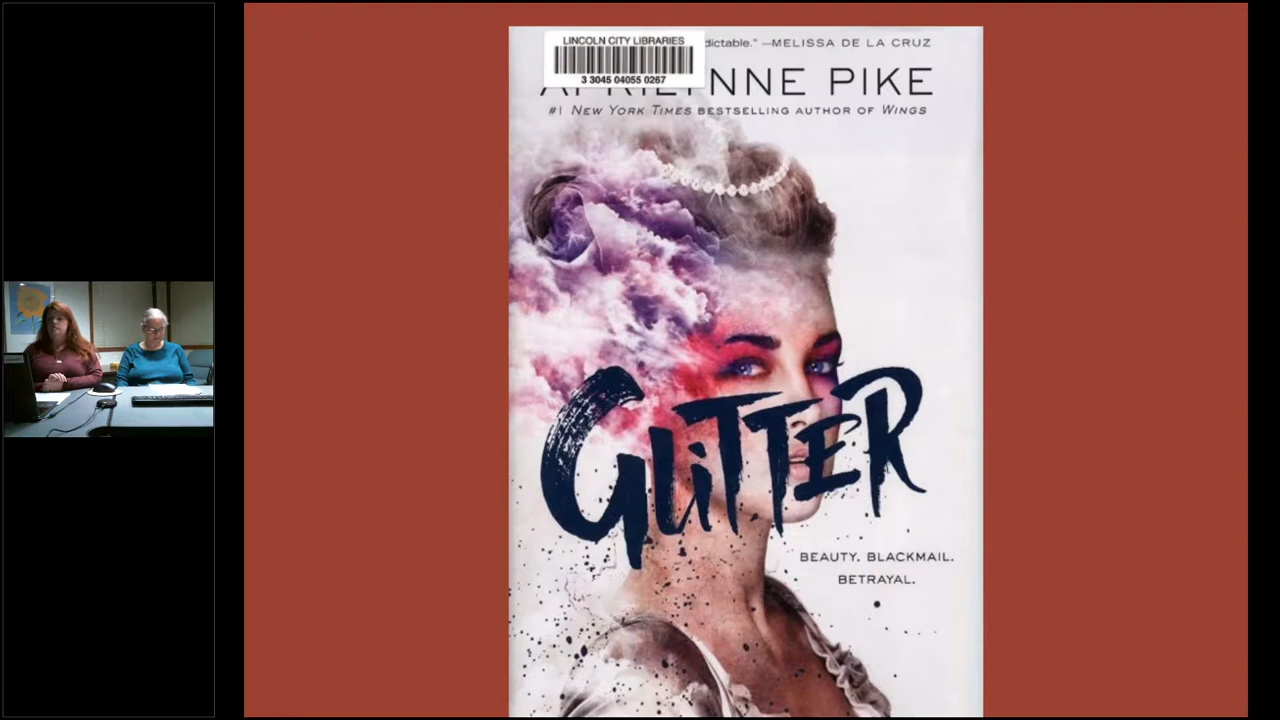 LINCOLN CITY LIBRARIES
3 3045 04055 0267
dictable." —MELISSA DE LA CRUZ
NNE PIKE
#1 NEW YORK TIMES BESTSELLING AUTHOR OF WINGS
GLiTTER
BEAUTY. BLACKMAIL.
BETRAYAL.